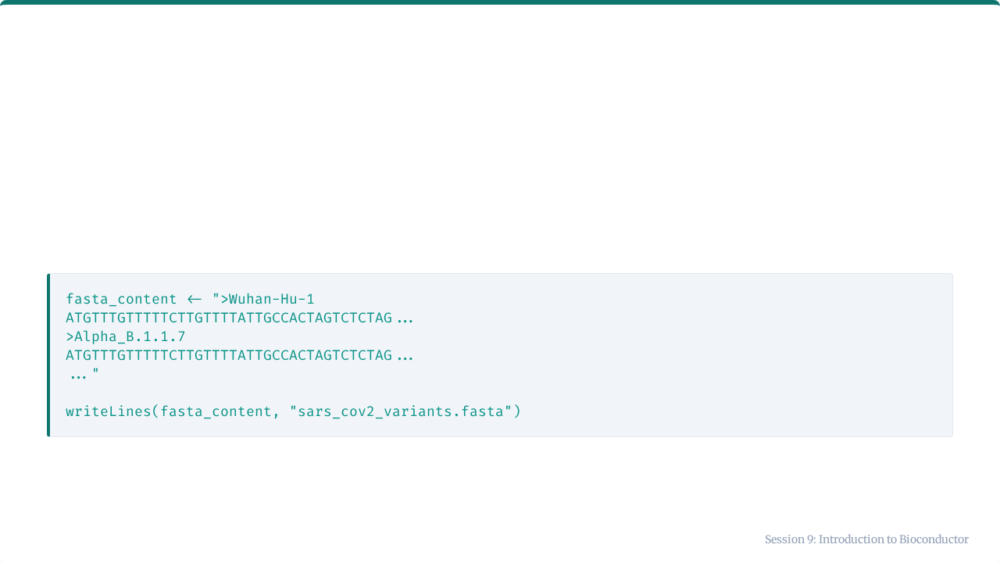 fasta_content <- ">Wuhan-Hu-1
ATGTTTGTTTTTCTTGTTTTATTGCCACTAGTCTCTAG...
>Alpha_B.1.1.7
ATGTTTGTTTTTCTTGTTTTATTGCCACTAGTCTCTAG...
..."
writeLines(fasta_content, "sars_cov2_variants.fasta")
Session 9: Introduction to Bioconductor